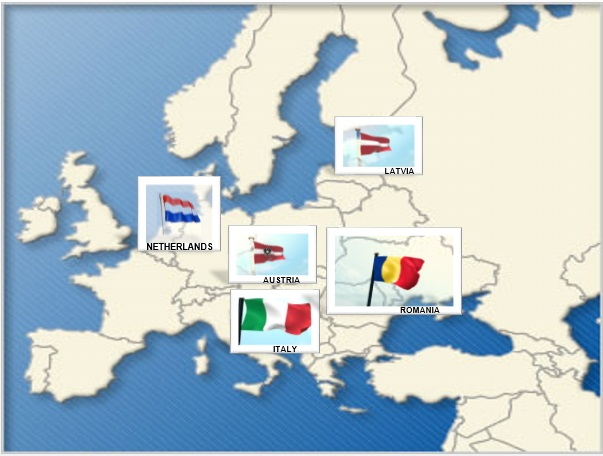 LATVIA
NETHERLANDS
AUSTRIA
ROMANIA
ITALY